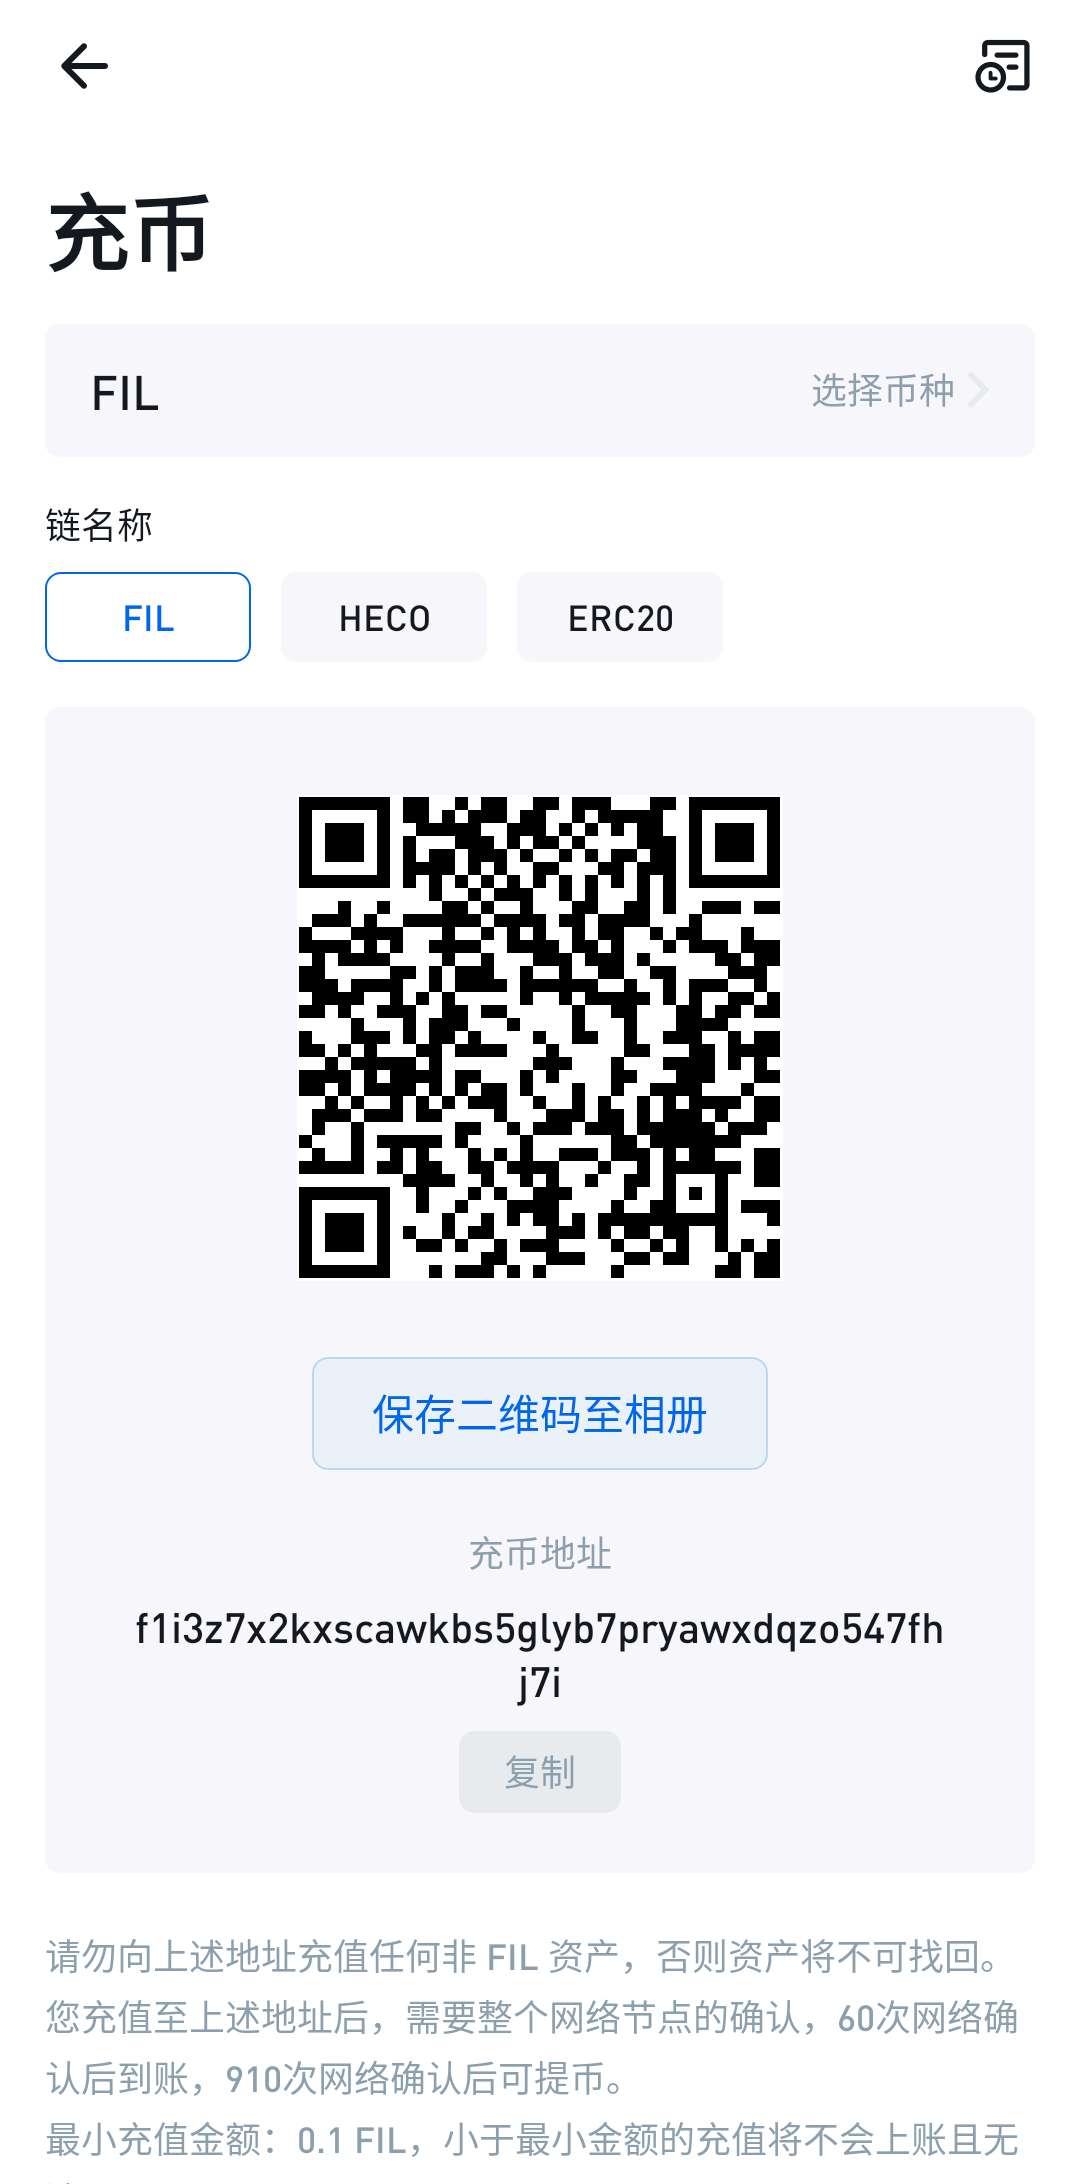 充币
FIL
选择币种
链名称
FIL
HECO
ERC20
保存二维码至相册
充币地址
f1i3z7x2kxscawkbs5glyb7pryawxdqzo547fh
j7i
复制
请勿向上述地址充值任何非 FIL 资产，否则资产将不可找回。
您充值至上述地址后，需要整个网络节点的确认，60次网络确
认后到账，910次网络确认后可提币。
最小充值金额：0.1 FIL，小于最小金额的充值将不会上账且无